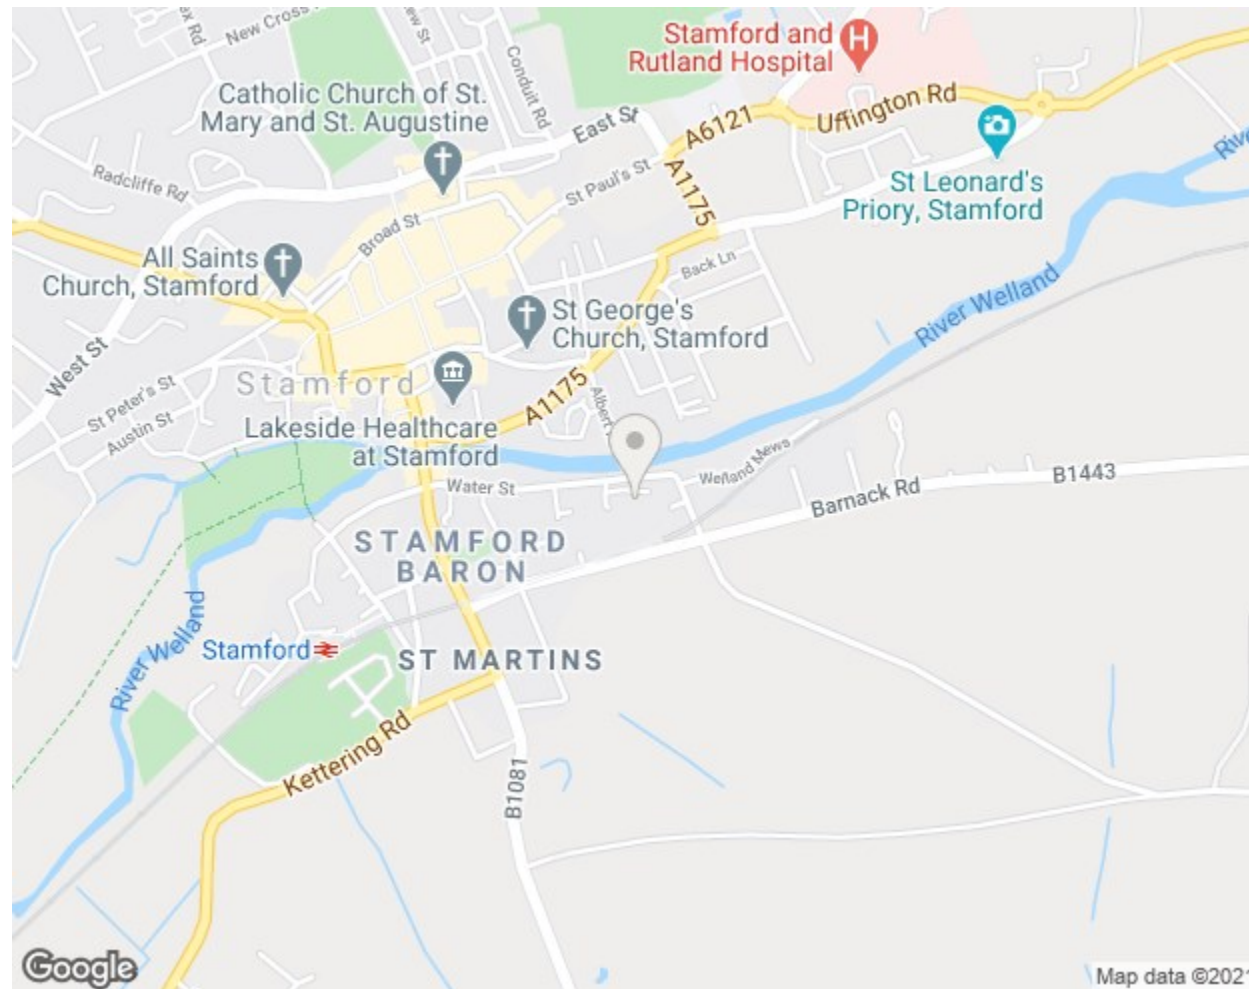 New Cross R
Conduit Rd
Stamford and
Rutland Hospital
H
Catholic Church of St.
Mary and St. Augustine
East St
A6121
Uffington Rd
Radcliffe Rd
St Paul's St
A1175
St Leonard's
Priory, Stamford
River
Broad St
All Saints
Church, Stamford
Back Ln
River Welland
St George's
Church, Stamford
West St
St Peter's St
Austin St
Stamford
A1175
Albert
Lakeside Healthcare
at Stamford
Water St
Welland Mews
Barnack Rd
B1443
STAMFORD
BARON
River Welland
Stamford
ST MARTINS
Kettering Rd
B1081
Google
Map data ©2021